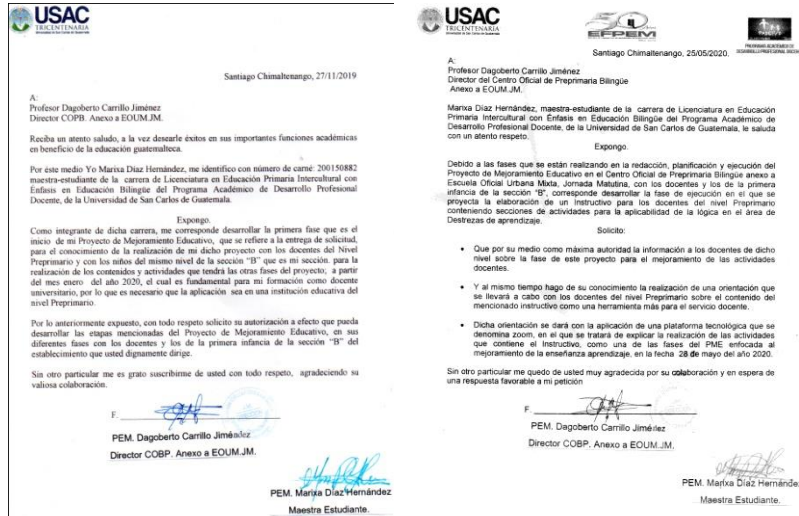 USAC
TRICENTENARIA
Universidad de San Carlos de Guatemala
Santiago Chimaltenango, 27/11/2019
A:
Profesor Dagoberto Carrillo Jiménez
Director COPB. Anexo a EOUM.JM.
Reciba un atento saludo, a la vez desearle éxitos en sus importantes funciones académicas
en beneficio de la educación guatemalteca.
Por éste medio Yo Marixa Díaz Hernández, me identifico con número de carné: 200150882
maestra-estudiante de la carrera de Licenciatura en Educación Primaria Intercultural con
Énfasis en Educación Bilingüe del Programa Académico de Desarrollo Profesional
Docente, de la Universidad de San Carlos de Guatemala.
Expongo.
Como integrante de dicha carrera, me corresponde desarrollar la primera fase que es el
inicio de mi Proyecto de Mejoramiento Educativo, que se refiere a la entrega de solicitud,
para el conocimiento de la realización de mi dicho proyecto con los docentes del Nivel
Preprimario y con los niños del mismo nivel de la sección "B" que es mi sección. para la
realización de los contenidos y actividades que tendrá las otras fases del proyecto; a partir
del mes enero del año 2020, el cual es fundamental para mi formación como docente
universitario, por lo que es necesario que la aplicación sea en una institución educativa del
nivel Preprimario.
Por lo anteriormente expuesto, con todo respeto solicito su autorización a efecto que pueda
desarrollar las etapas mencionadas del Proyecto de Mejoramiento Educativo, en sus
diferentes fases con los docentes y los de la primera infancia de la sección "B" del
establecimiento que usted dignamente dirige.
Sin otro particular me es grato suscribirme de usted con todo respeto, agradeciendo su
valiosa colaboración.
F.
PEM. Dagoberto Carrillo Jiménez
Director COBP. Anexo a EOUM.JM.
PEM. Marixa Díaz Hernández
Maestra Estudiante.
USAC
TRICENTENARIA
Universidad de San Carlos de Guatemala
EFPEM
PROGRAMA ACADÉMICO DE
DESARROLLO PROFESIONAL DOCENTE
Santiago Chimaltenango, 25/05/2020.
A:
Profesor Dagoberto Carrillo Jiménez
Director del Centro Oficial de Preprimaria Bilingüe
Anexo a EOUM.JM.
Marixa Díaz Hernández, maestra-estudiante de la carrera de Licenciatura en Educación
Primaria Intercultural con Énfasis en Educación Bilingüe del Programa Académico de
Desarrollo Profesional Docente, de la Universidad de San Carlos de Guatemala, le saluda
con un atento respeto.
Expongo.
Debido a las fases que se están realizando en la redacción, planificación y ejecución del
Proyecto de Mejoramiento Educativo en el Centro Oficial de Preprimaria Bilingüe anexo a
Escuela Oficial Urbana Mixta, Jornada Matutina, con los docentes y los de la primera
infancia de la sección "B", corresponde desarrollar la fase de ejecución en el que se
proyecta la elaboración de un Instructivo para los docentes del nivel Preprimario
conteniendo secciones de actividades para la aplicabilidad de la lógica en el área de
Destrezas de aprendizaje.
Solicito:
• Que por su medio como máxima autoridad la información a los docentes de dicho
nivel sobre la fase de este proyecto para el mejoramiento de las actividades
docentes.
• Y al mismo tiempo hago de su conocimiento la realización de una orientación que
se llevará a cabo con los docentes del nivel Preprimario sobre el contenido del
mencionado instructivo como una herramienta más para el servicio docente.
• Dicha orientación se dará con la aplicación de una plataforma tecnológica que se
denomina zoom, en el que se tratará de explicar la realización de las actividades
que contiene el Instructivo, como una de las fases del PME enfocada al
mejoramiento de la enseñanza aprendizaje, en la fecha 28 de mayo del año 2020.
Sin otro particular me quedo de usted muy agradecida por su colaboración y en espera de
una respuesta favorable a mi petición
F.
PEM. Dagoberto Carrillo Jiménez
Director COBP. Anexo a EOUM.JM.
PEM. Marixa Díaz Hernández
Maestra Estudiante.